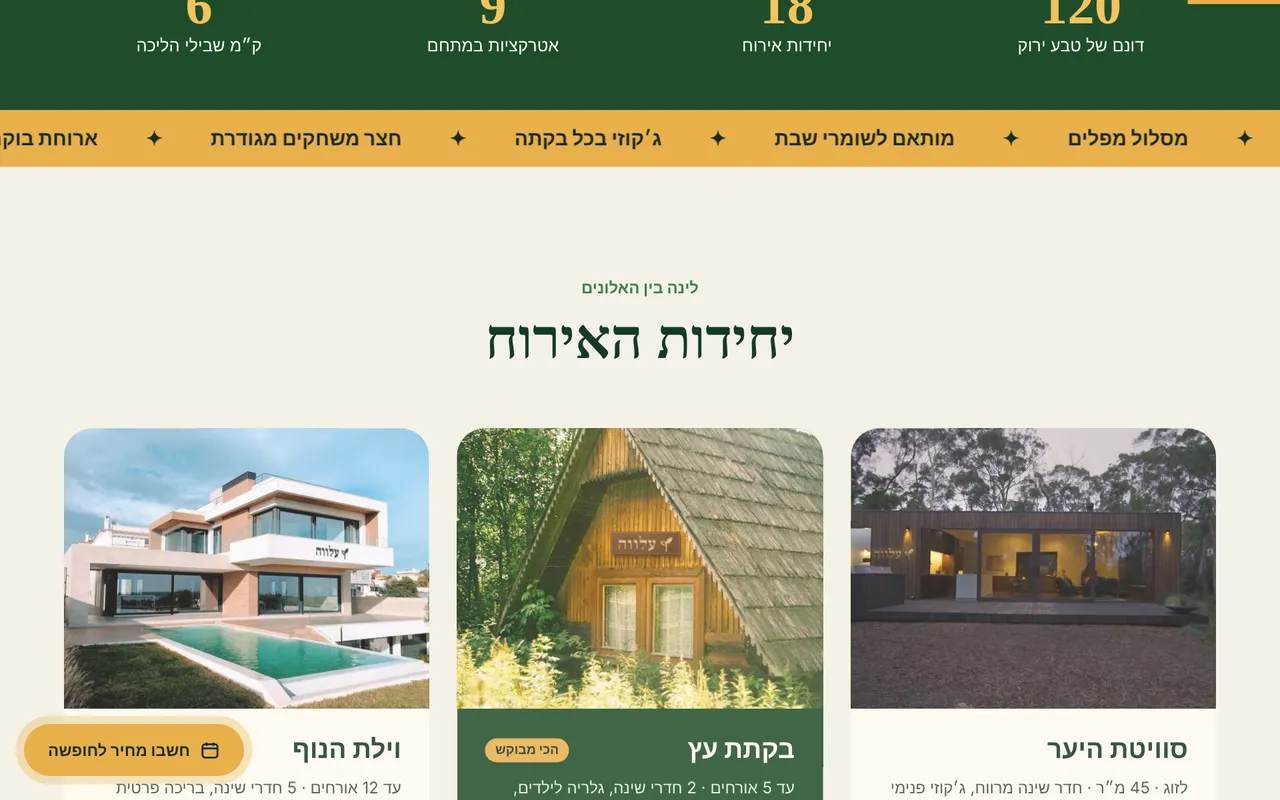 120
דונם של טבע ירוק
18
יחידות אירוח
9
אטרקציות במתחם
6
ק״מ שבילי הליכה
✦ מסלול מפלים ✦ מותאם לשומרי שבת ✦ ג׳קוזי בכל בקתה ✦ חצר משחקים מגודרת ✦ ארוחת
לינה בין האלונים
יחידות האירוח
עלווה
עלווה
עלווה
סוויטת היער
לזוג · 45 מ״ר · חדר שינה מרווח, ג׳קוזי פנימי
בקתת עץ
הכי מבוקש
עד 5 אורחים · 2 חדרי שינה, גלריה לילדים,
וילת הנוף
עד 12 אורחים · 5 חדרי שינה, בריכה פרטית
חשבו מחיר לחופשה